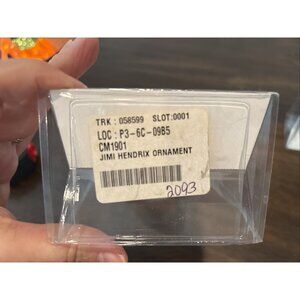 TRK : 058599 SLOT:0001
LOC : P3-6C-09B5
CM1901
JIMI HENDRIX ORNAMENT
2093